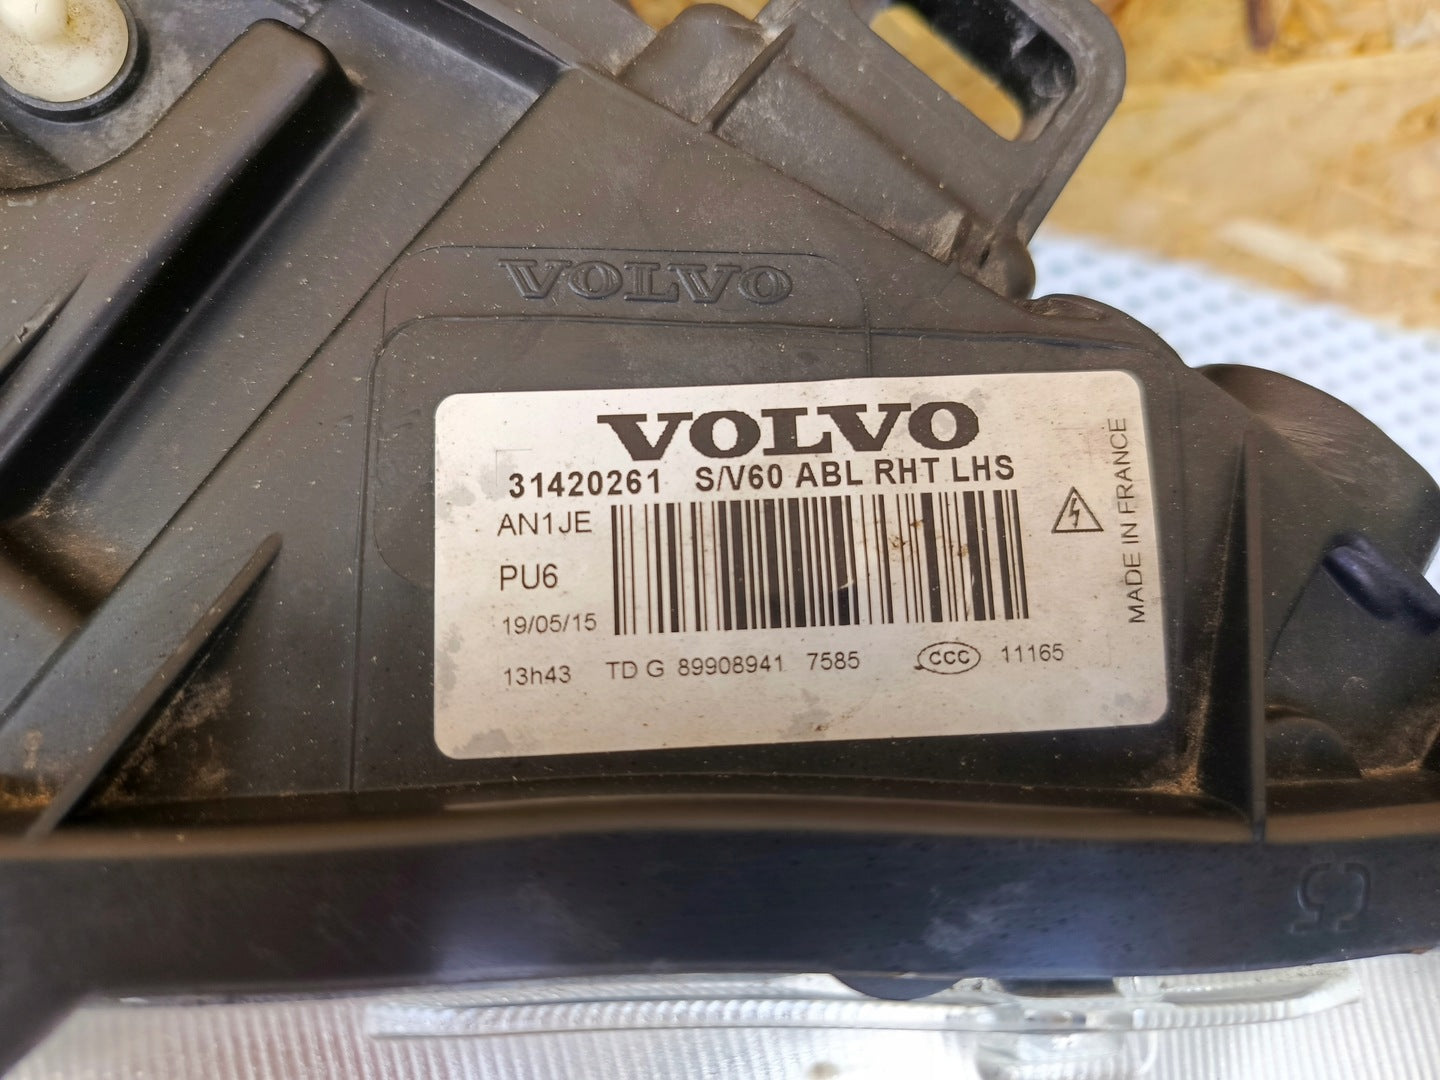 VOLVO
VOLVO
31420261 S/V60 ABL RHT LHS
AN1JE
PU6
19/05/15
13h43 TD G 89908941 7585 CCC 11165
MADE IN FRANCE